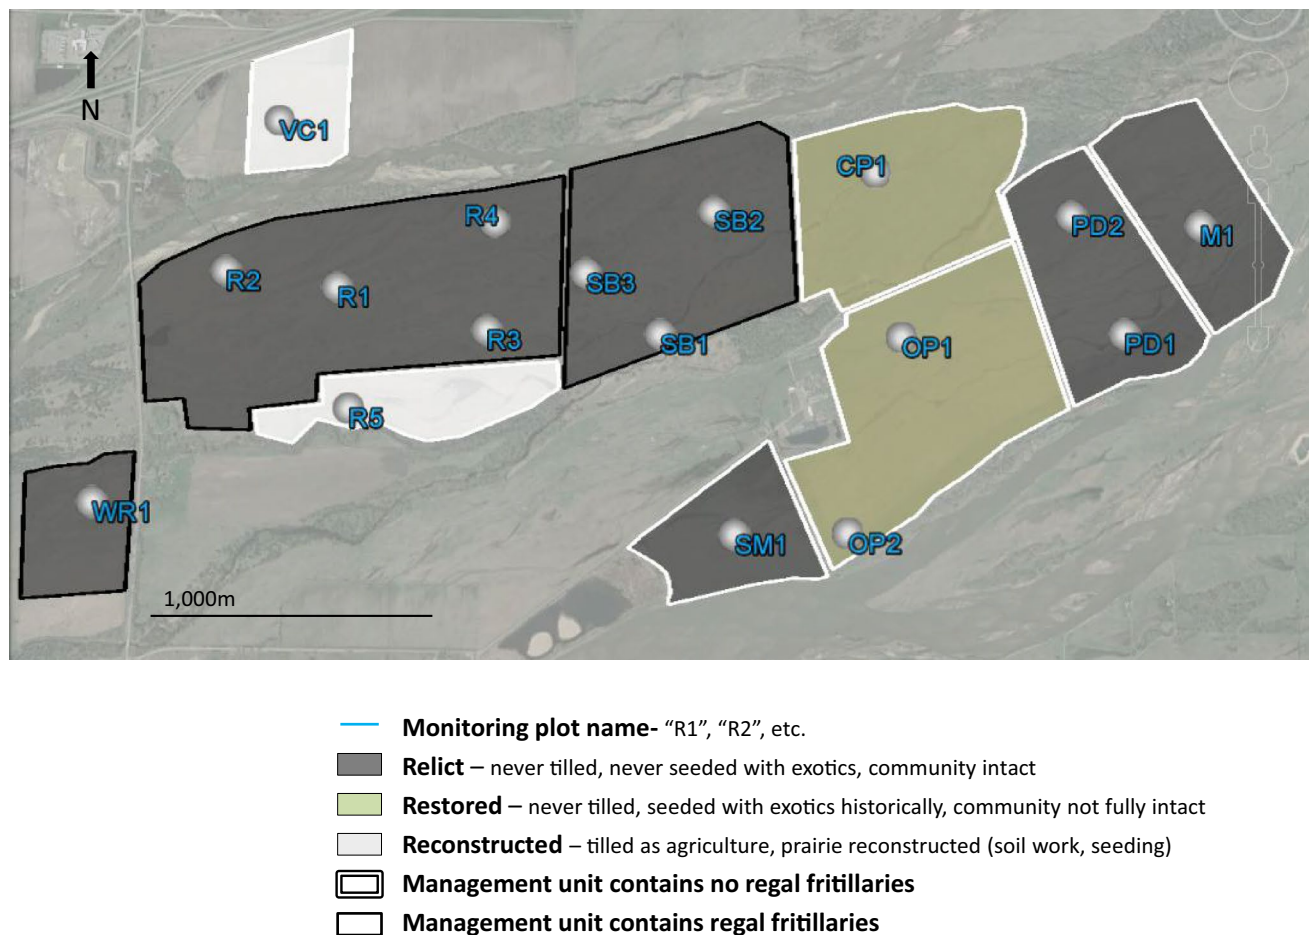 N
VC1
CP1
R4
SB2
PD2
M1
R2
R1
SB3
R3
SB1
OP1
PD1
R5
WR1
SM1
OP2
1,000m
Monitoring plot name- “R1”, “R2”, etc.
Relict – never tilled, never seeded with exotics, community intact
Restored – never tilled, seeded with exotics historically, community not fully intact
Reconstructed – tilled as agriculture, prairie reconstructed (soil work, seeding)
Management unit contains no regal fritillaries
Management unit contains regal fritillaries